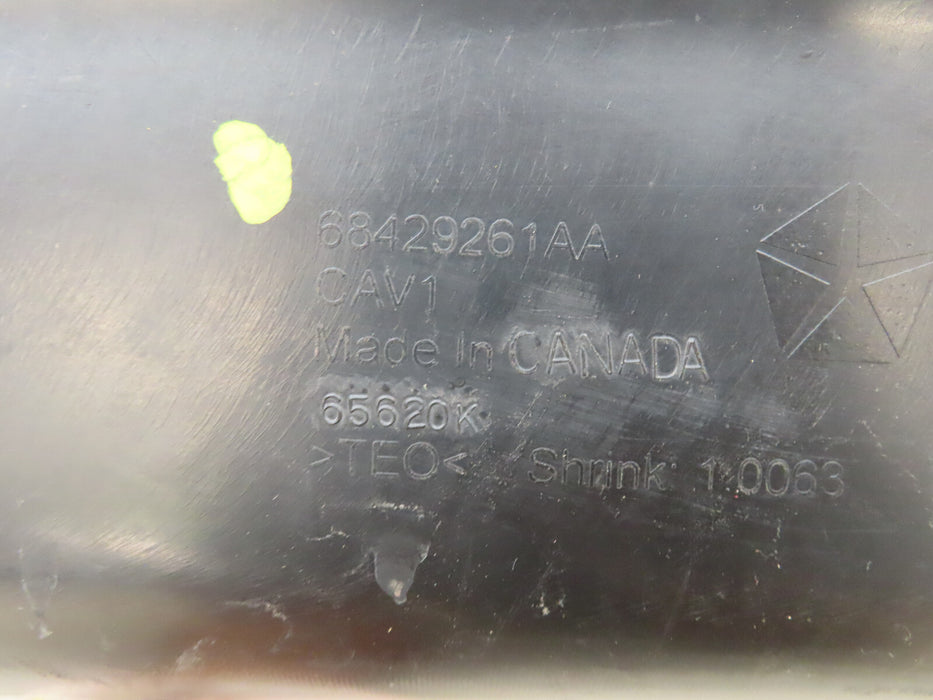 68429261AA
CAV1
Made In CANADA
65620K
>TEO< Shrink: 1.0063